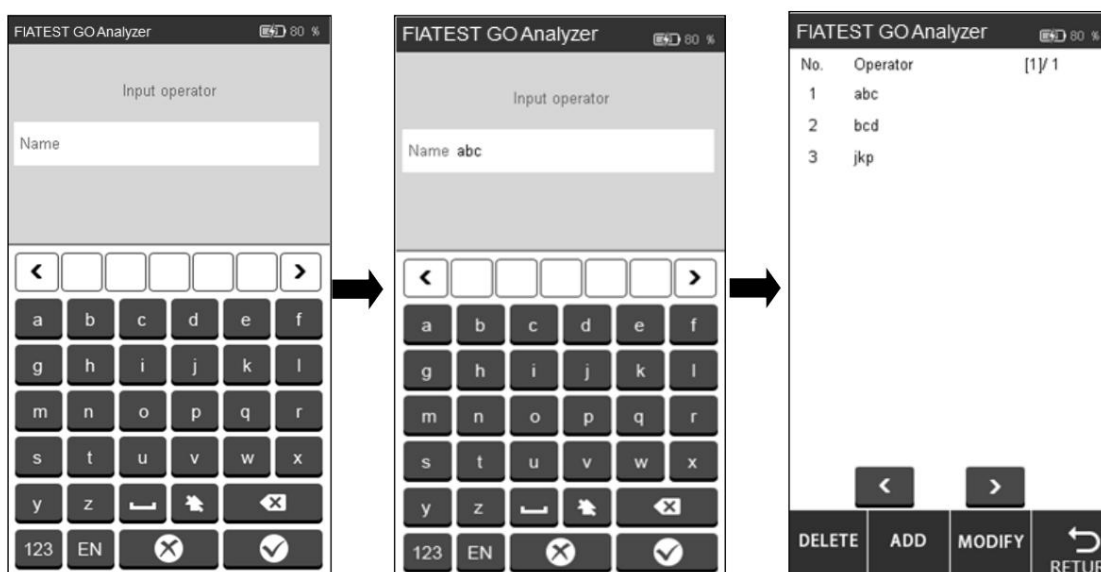 FIATEST GO Analyzer 80 %
Input operator
Name
a b c d e f
g h i j k l
m n o p q r
s t u v w x
y z
123 EN
FIATEST GO Analyzer 80 %
Input operator
Name abc
a b c d e f
g h i j k l
m n o p q r
s t u v w x
y z
123 EN
FIATEST GO Analyzer 80 %
No. Operator [1]/ 1
1 abc
2 bcd
3 jkp
DELETE ADD MODIFY RETUR